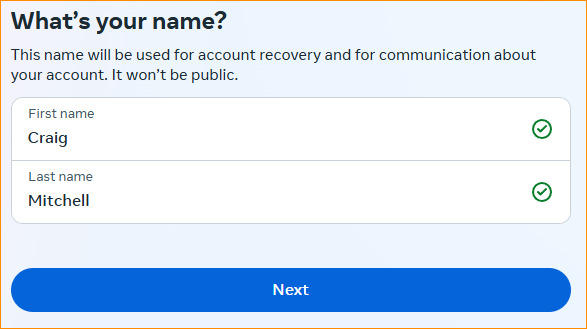 What’s your name?
This name will be used for account recovery and for communication about
your account. It won’t be public.
First name
Craig
Last name
Mitchell
Next